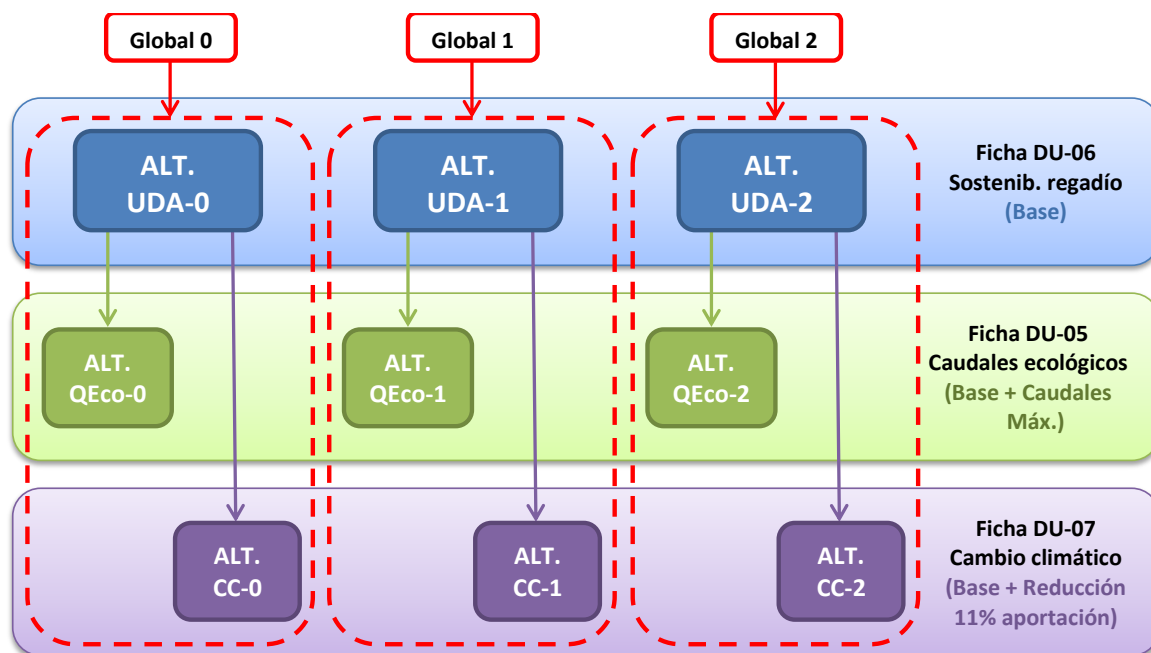 Global 0
Global 1
Global 2
ALT.
UDA-0
ALT.
UDA-1
ALT.
UDA-2
Ficha DU-06
Sostenib. regadío
(Base)
ALT.
QEco-0
ALT.
QEco-1
ALT.
QEco-2
Ficha DU-05
Caudales ecológicos
(Base + Caudales
Máx.)
ALT.
CC-0
ALT.
CC-1
ALT.
CC-2
Ficha DU-07
Cambio climático
(Base + Reducción
11% aportación)